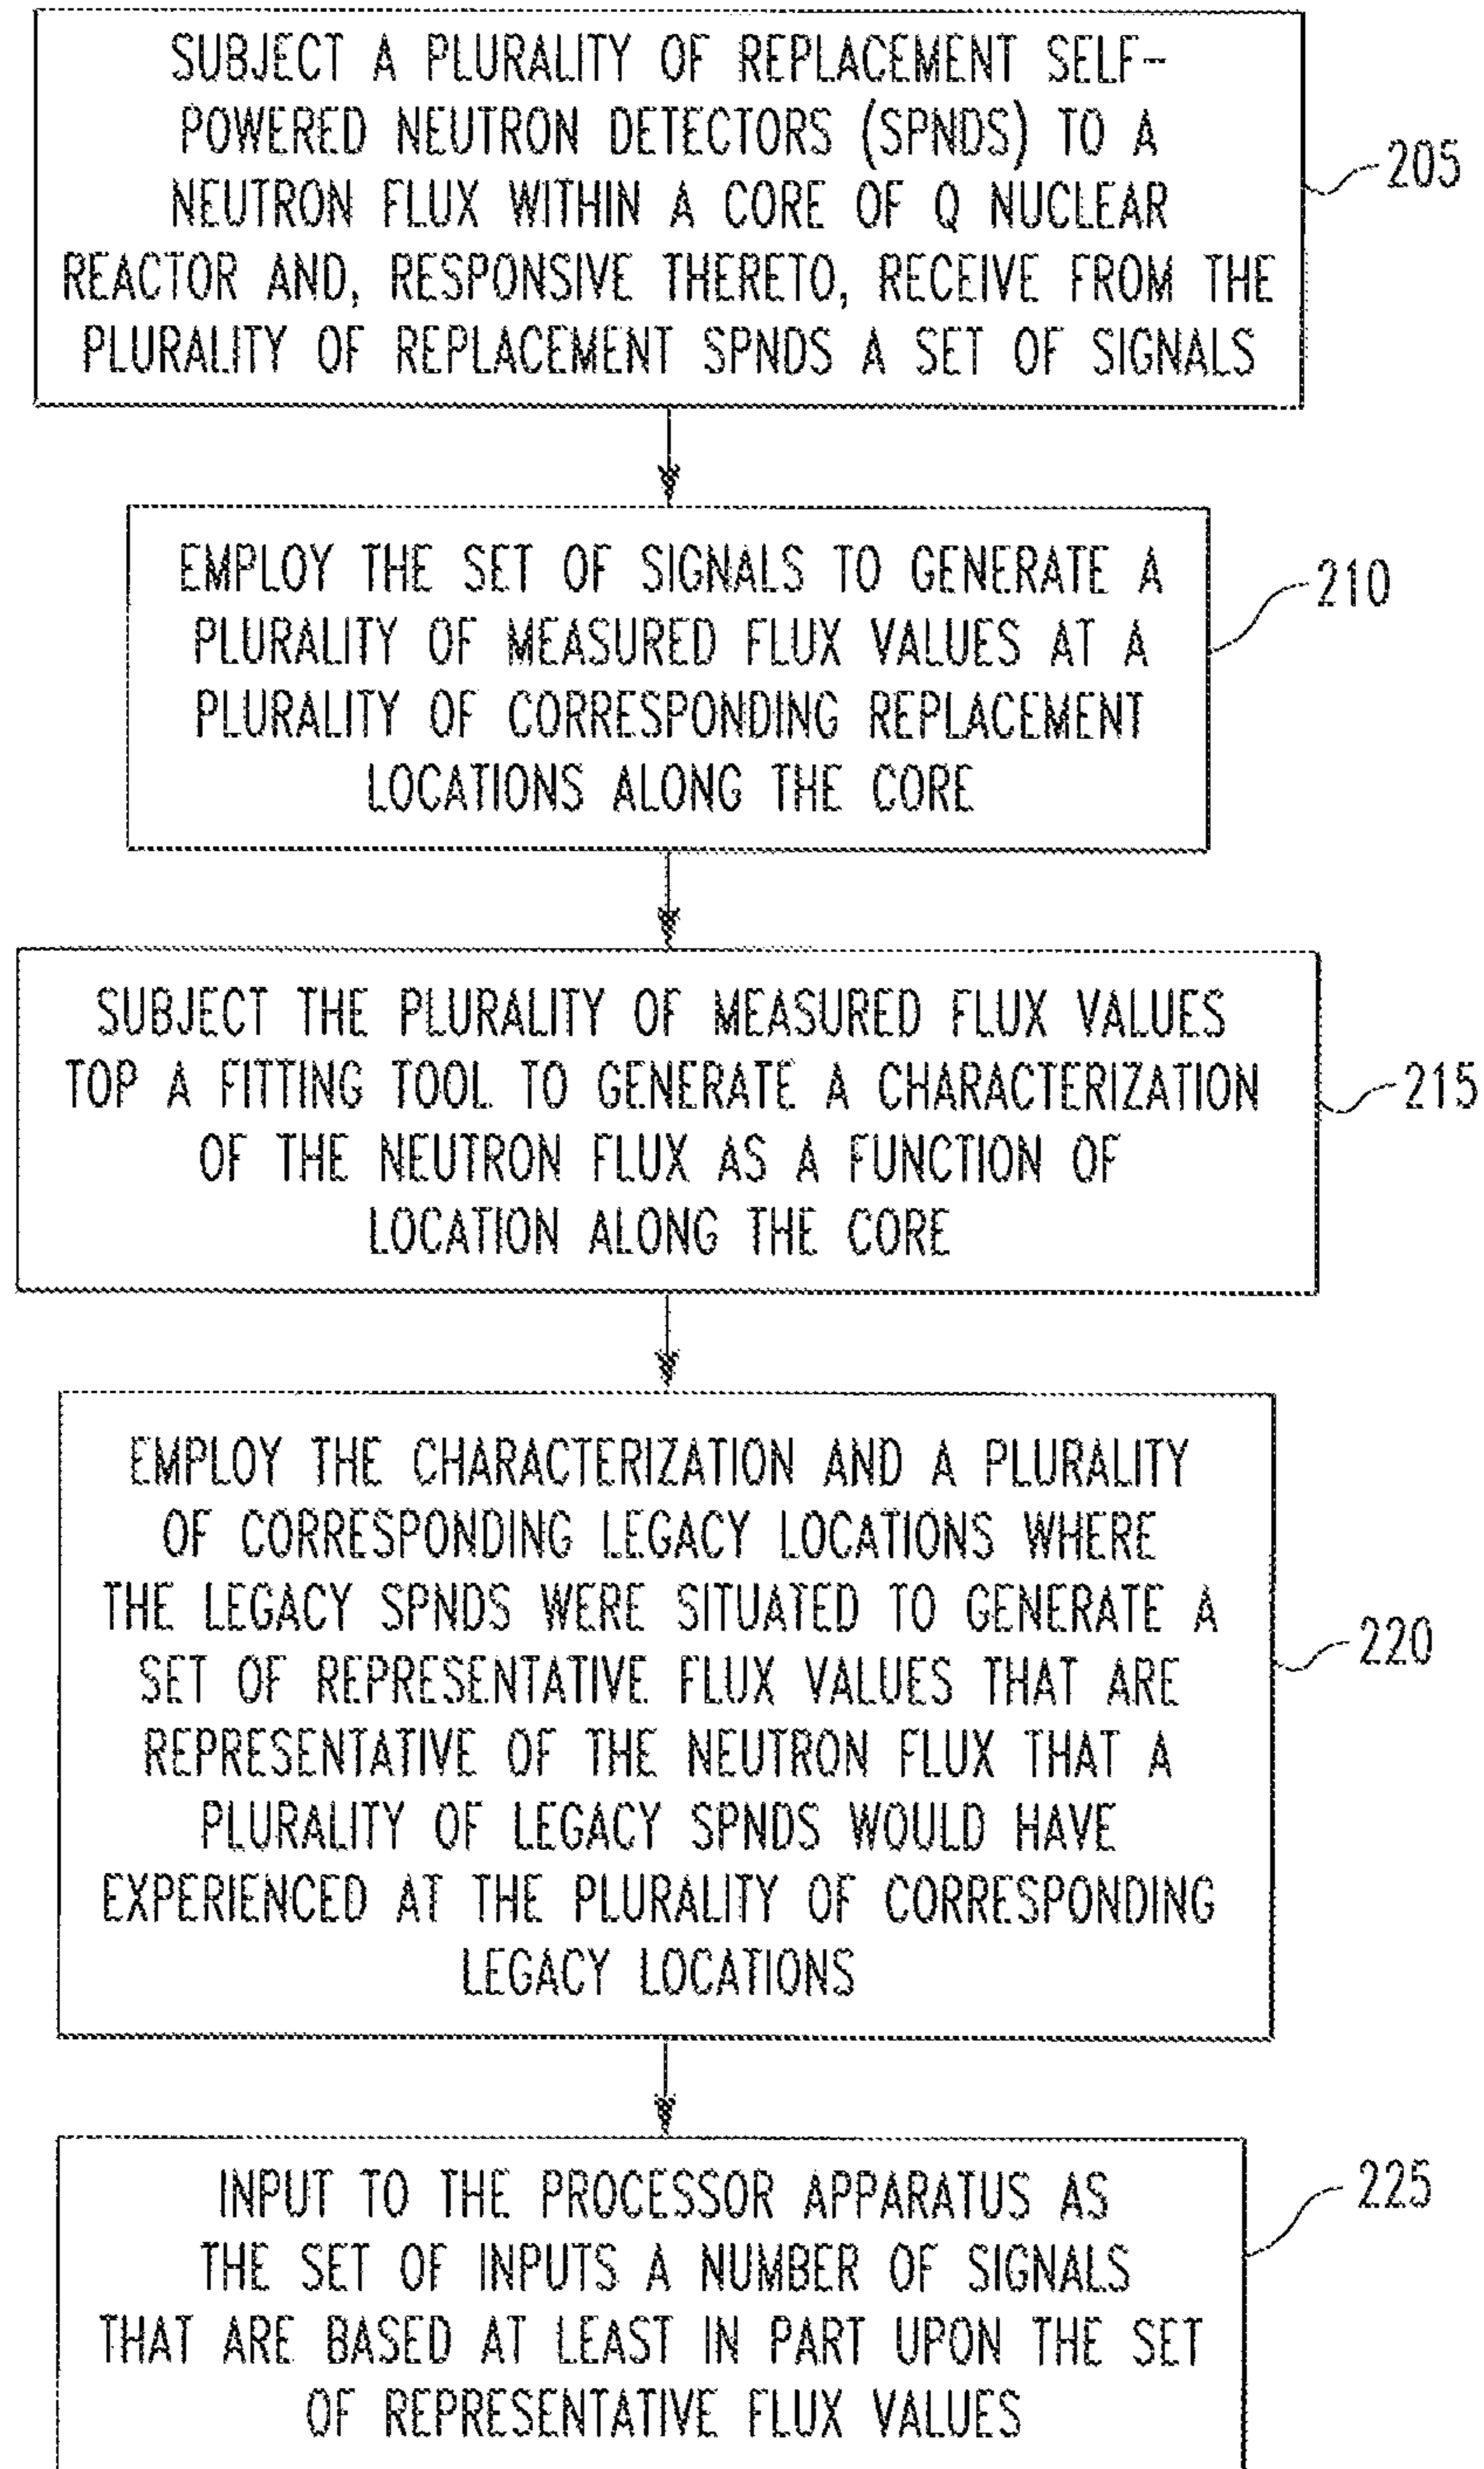 SUBJECT A PLURALITY OF REPLACEMENT SELF-
POWERED NEUTRON DETECTORS (SPNDS) TO A
NEUTRON FLUX WITHIN A CORE OF Q NUCLEAR
REACTOR AND, RESPONSIVE THERETO, RECEIVE FROM THE
PLURALITY OF REPLACEMENT SPNDS A SET OF SIGNALS
205
EMPLOY THE SET OF SIGNALS TO GENERATE A
PLURALITY OF MEASURED FLUX VALUES AT A
PLURALITY OF CORRESPONDING REPLACEMENT
LOCATIONS ALONG THE CORE
210
SUBJECT THE PLURALITY OF MEASURED FLUX VALUES
TOP A FITTING TOOL TO GENERATE A CHARACTERIZATION
OF THE NEUTRON FLUX AS A FUNCTION OF
LOCATION ALONG THE CORE
215
EMPLOY THE CHARACTERIZATION AND A PLURALITY
OF CORRESPONDING LEGACY LOCATIONS WHERE
THE LEGACY SPNDS WERE SITUATED TO GENERATE A
SET OF REPRESENTATIVE FLUX VALUES THAT ARE
REPRESENTATIVE OF THE NEUTRON FLUX THAT A
PLURALITY OF LEGACY SPNDS WOULD HAVE
EXPERIENCED AT THE PLURALITY OF CORRESPONDING
LEGACY LOCATIONS
220
INPUT TO THE PROCESSOR APPARATUS AS
THE SET OF INPUTS A NUMBER OF SIGNALS
THAT ARE BASED AT LEAST IN PART UPON THE SET
OF REPRESENTATIVE FLUX VALUES
225